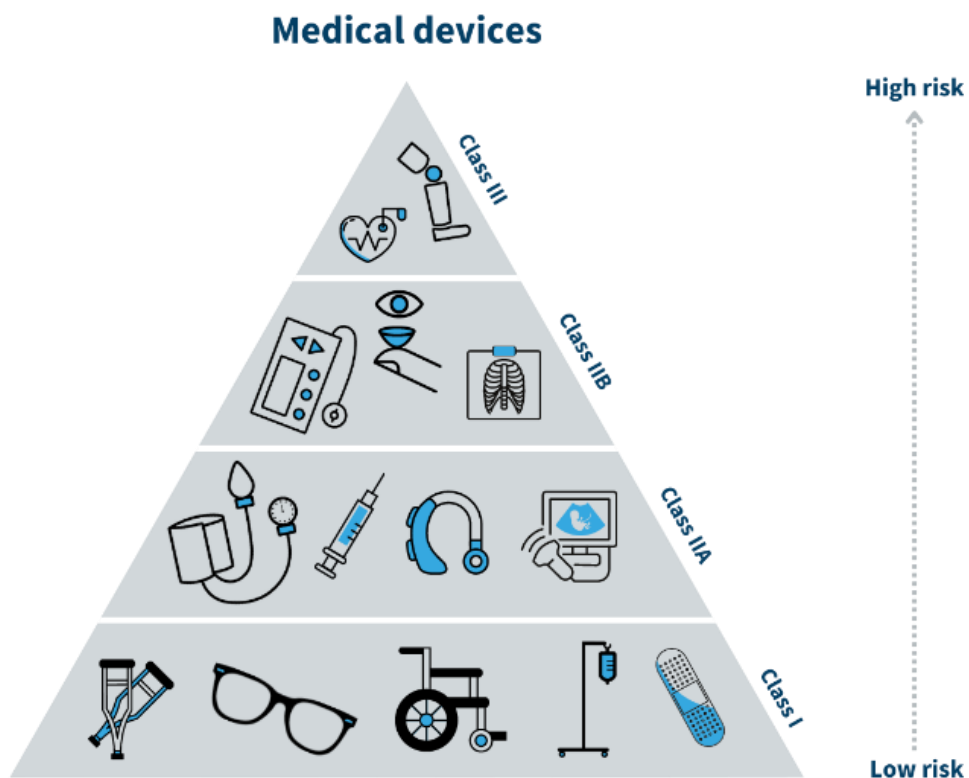 Medical devices
High risk
Class III
Class IIB
Class IIA
Class I
Low risk